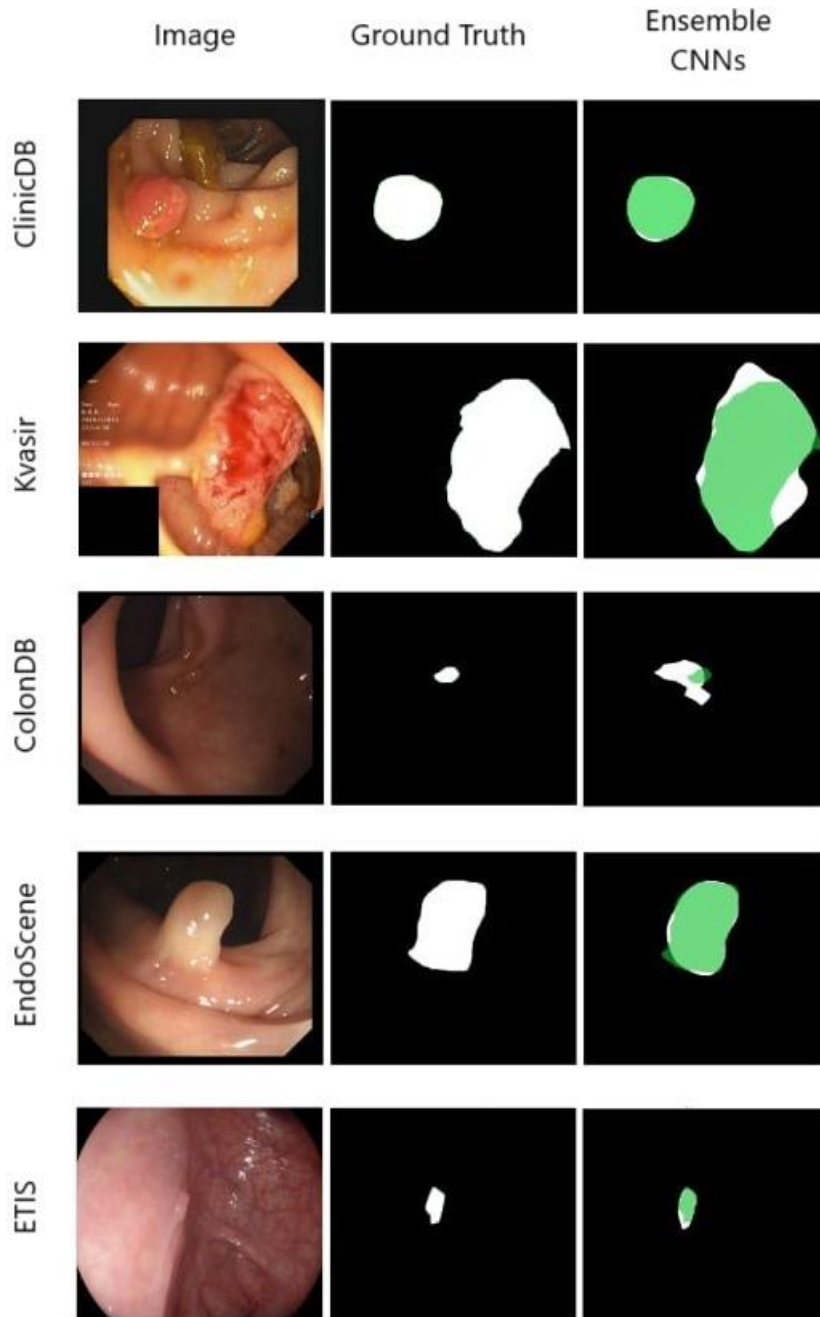 Image Ground Truth Ensemble
CNNs
ClinicDB
Kvasir
ColonDB
EndoScene
ETIS